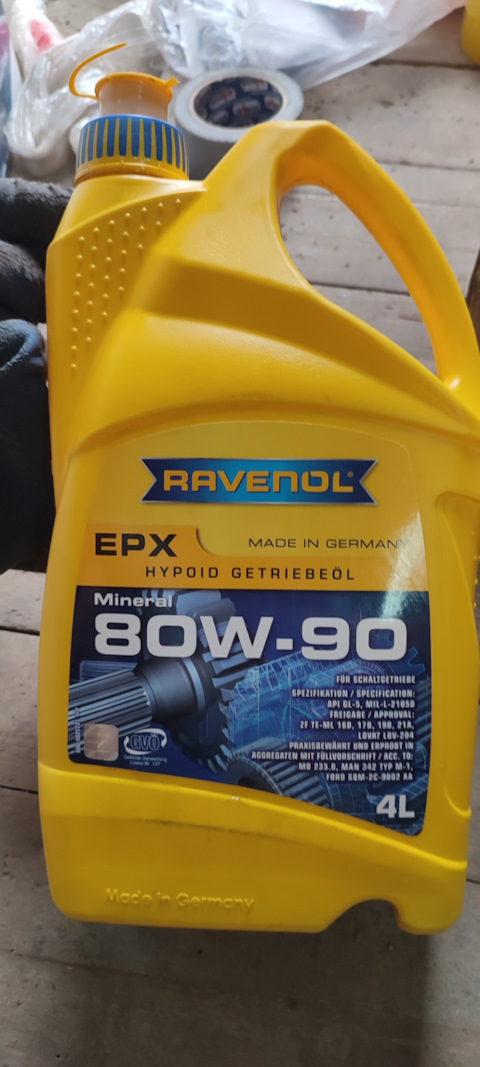 RAVENOL®
EPX
MADE IN GERMANY
HYPOID GETRIEBEÖL
Mineral
80W-90
FÜR SCHALTGETRIEBE
SPEZIFIKATION / SPECIFICATION:
API GL-5, MIL-L-2105D
FREIGABE / APPROVAL:
ZF TE-ML 16B, 17B, 19B, 21A,
LOVAT LOV-204
PRAXISBEWÄHRT UND ERPROBT IN
AGGREGATEN MIT FÜLLVORSCHRIFT / ACC. TO:
MB 235.0, MAN 342 TYP M-1,
FORD SQM-2C-9002 AA
GVÖ
4L
Made in Germany